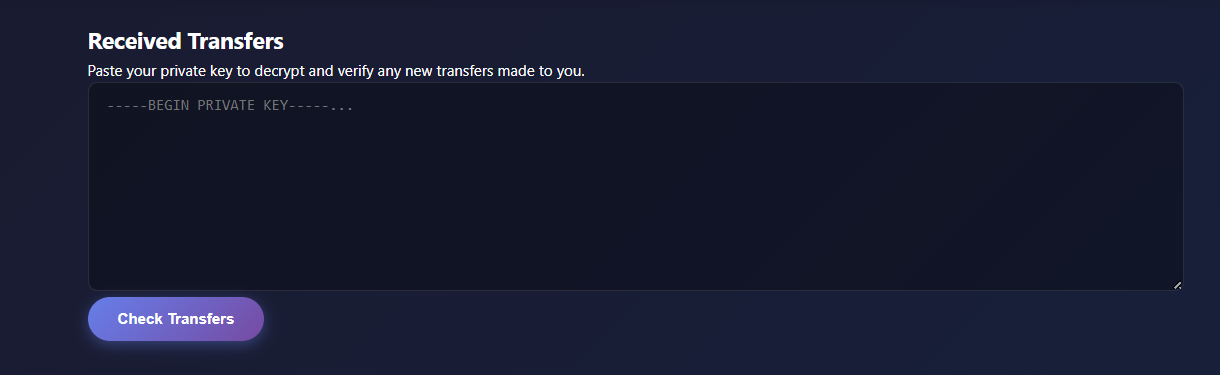 Received Transfers
Paste your private key to decrypt and verify any new transfers made to you.
-----BEGIN PRIVATE KEY-----...
Check Transfers